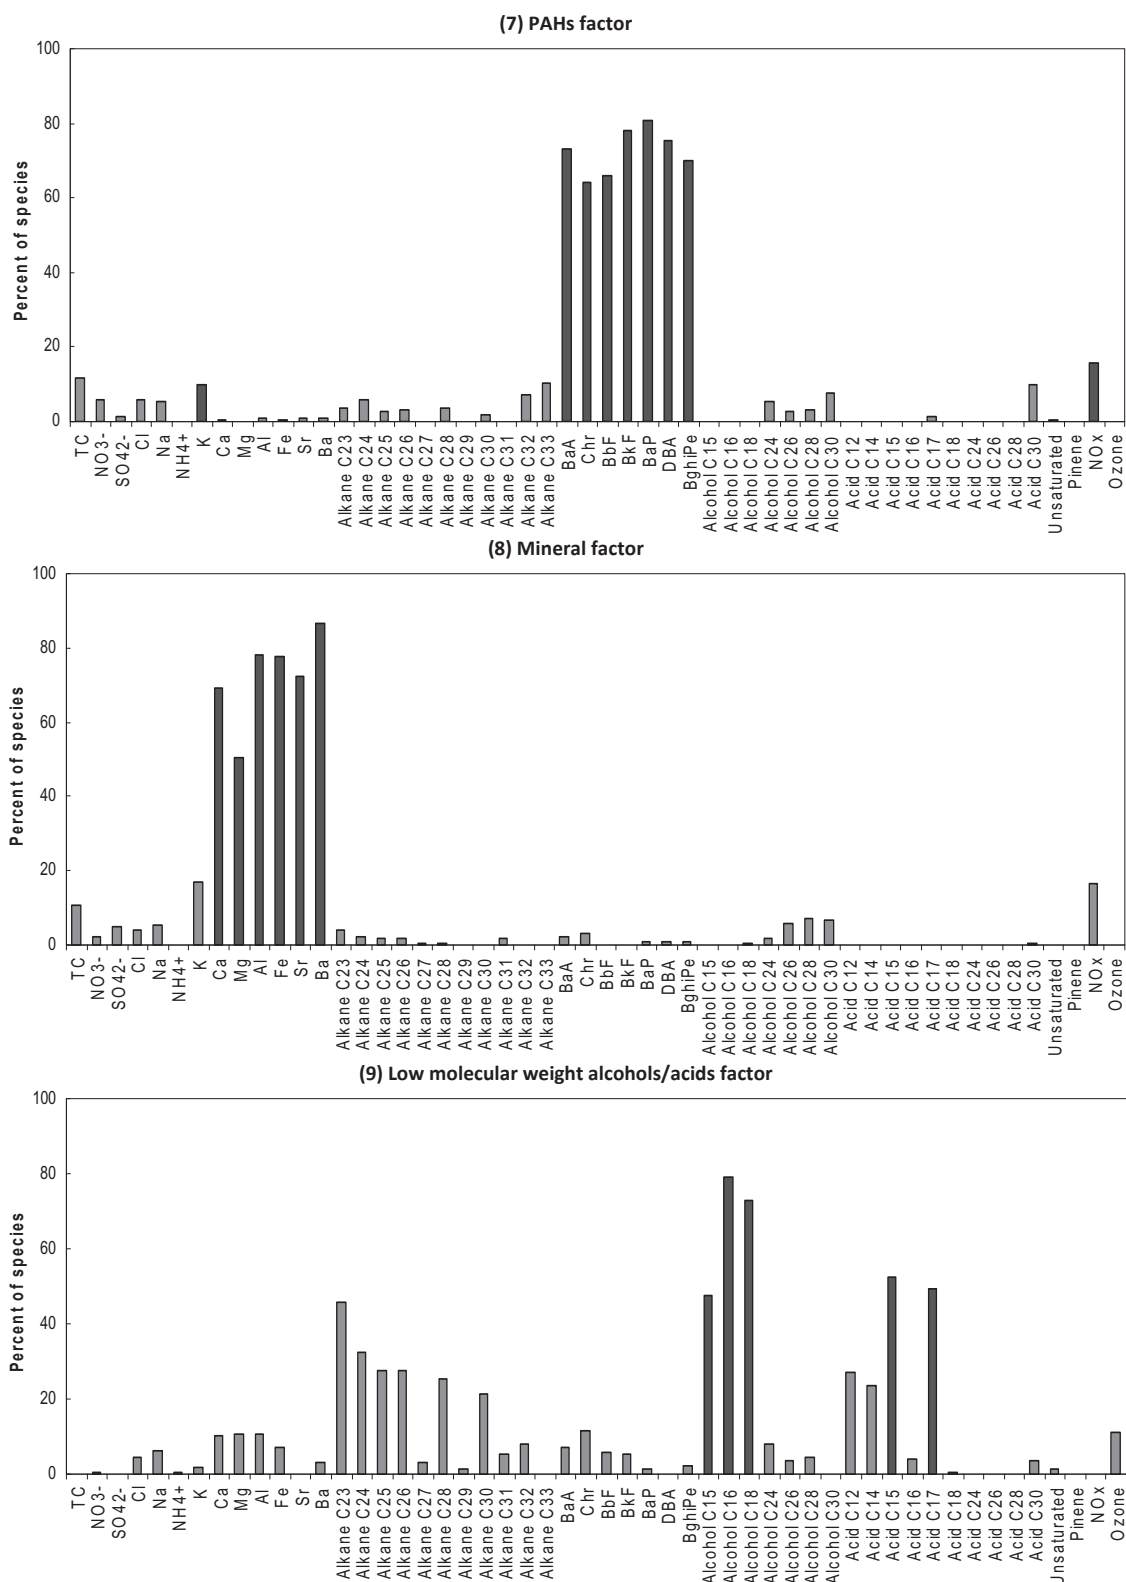 (7) PAHs factor
Percent of species
100
80
60
40
20
0
TC
NO3-
SO42-
Cl
Na
NH4+
K
Ca
Mg
Al
Fe
Sr
Ba
Alkane C23
Alkane C24
Alkane C25
Alkane C26
Alkane C27
Alkane C28
Alkane C29
Alkane C30
Alkane C31
Alkane C32
Alkane C33
BaA
Chr
BbF
BkF
BaP
DBA
BghiPe
Alcohol C15
Alcohol C16
Alcohol C18
Alcohol C24
Alcohol C26
Alcohol C28
Alcohol C30
Acid C12
Acid C14
Acid C15
Acid C16
Acid C17
Acid C18
Acid C24
Acid C26
Acid C28
Acid C30
Unsaturated
Pinene
NOx
Ozone
(8) Mineral factor
Percent of species
100
80
60
40
20
0
TC
NO3-
SO42-
Cl
Na
NH4+
K
Ca
Mg
Al
Fe
Sr
Ba
Alkane C23
Alkane C24
Alkane C25
Alkane C26
Alkane C27
Alkane C28
Alkane C29
Alkane C30
Alkane C31
Alkane C32
Alkane C33
BaA
Chr
BbF
BkF
BaP
DBA
BghiPe
Alcohol C15
Alcohol C16
Alcohol C18
Alcohol C24
Alcohol C26
Alcohol C28
Alcohol C30
Acid C12
Acid C14
Acid C15
Acid C16
Acid C17
Acid C18
Acid C24
Acid C26
Acid C28
Acid C30
Unsaturated
Pinene
NOx
Ozone
(9) Low molecular weight alcohols/acids factor
Percent of species
100
80
60
40
20
0
TC
NO3-
SO42-
Cl
Na
NH4+
K
Ca
Mg
Al
Fe
Sr
Ba
Alkane C23
Alkane C24
Alkane C25
Alkane C26
Alkane C27
Alkane C28
Alkane C29
Alkane C30
Alkane C31
Alkane C32
Alkane C33
BaA
Chr
BbF
BkF
BaP
DBA
BghiPe
Alcohol C15
Alcohol C16
Alcohol C18
Alcohol C24
Alcohol C26
Alcohol C28
Alcohol C30
Acid C12
Acid C14
Acid C15
Acid C16
Acid C17
Acid C18
Acid C24
Acid C26
Acid C28
Acid C30
Unsaturated
Pinene
NOx
Ozone